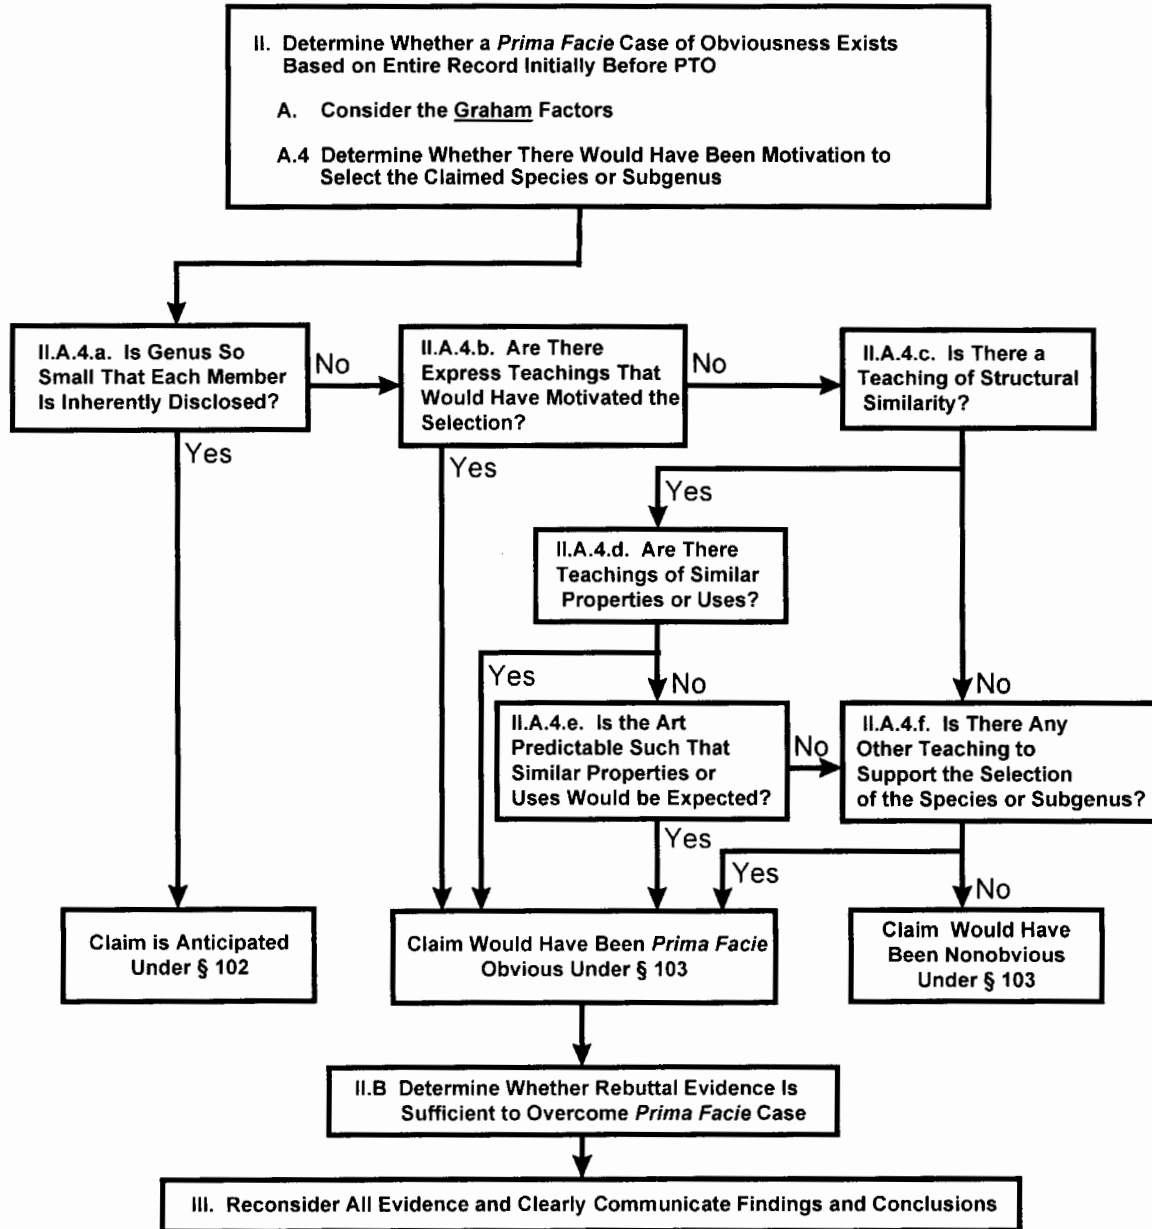 II. Determine Whether a Prima Facie Case of Obviousness Exists
Based on Entire Record Initially Before PTO
A. Consider the Graham Factors
A.4 Determine Whether There Would Have Been Motivation to
Select the Claimed Species or Subgenus
II.A.4.a. Is Genus So
Small That Each Member
Is Inherently Disclosed?
No
II.A.4.b. Are There
Express Teachings That
Would Have Motivated the
Selection?
No
II.A.4.c. Is There a
Teaching of Structural
Similarity?
Yes
Yes
Yes
II.A.4.d. Are There
Teachings of Similar
Properties or Uses?
Yes
No
No
II.A.4.e. Is the Art
Predictable Such That
Similar Properties or
Uses Would be Expected?
No
II.A.4.f. Is There Any
Other Teaching to
Support the Selection
of the Species or Subgenus?
Yes
Yes
No
Claim is Anticipated
Under § 102
Claim Would Have Been Prima Facie
Obvious Under § 103
Claim Would Have
Been Nonobvious
Under § 103
II.B Determine Whether Rebuttal Evidence Is
Sufficient to Overcome Prima Facie Case
III. Reconsider All Evidence and Clearly Communicate Findings and Conclusions